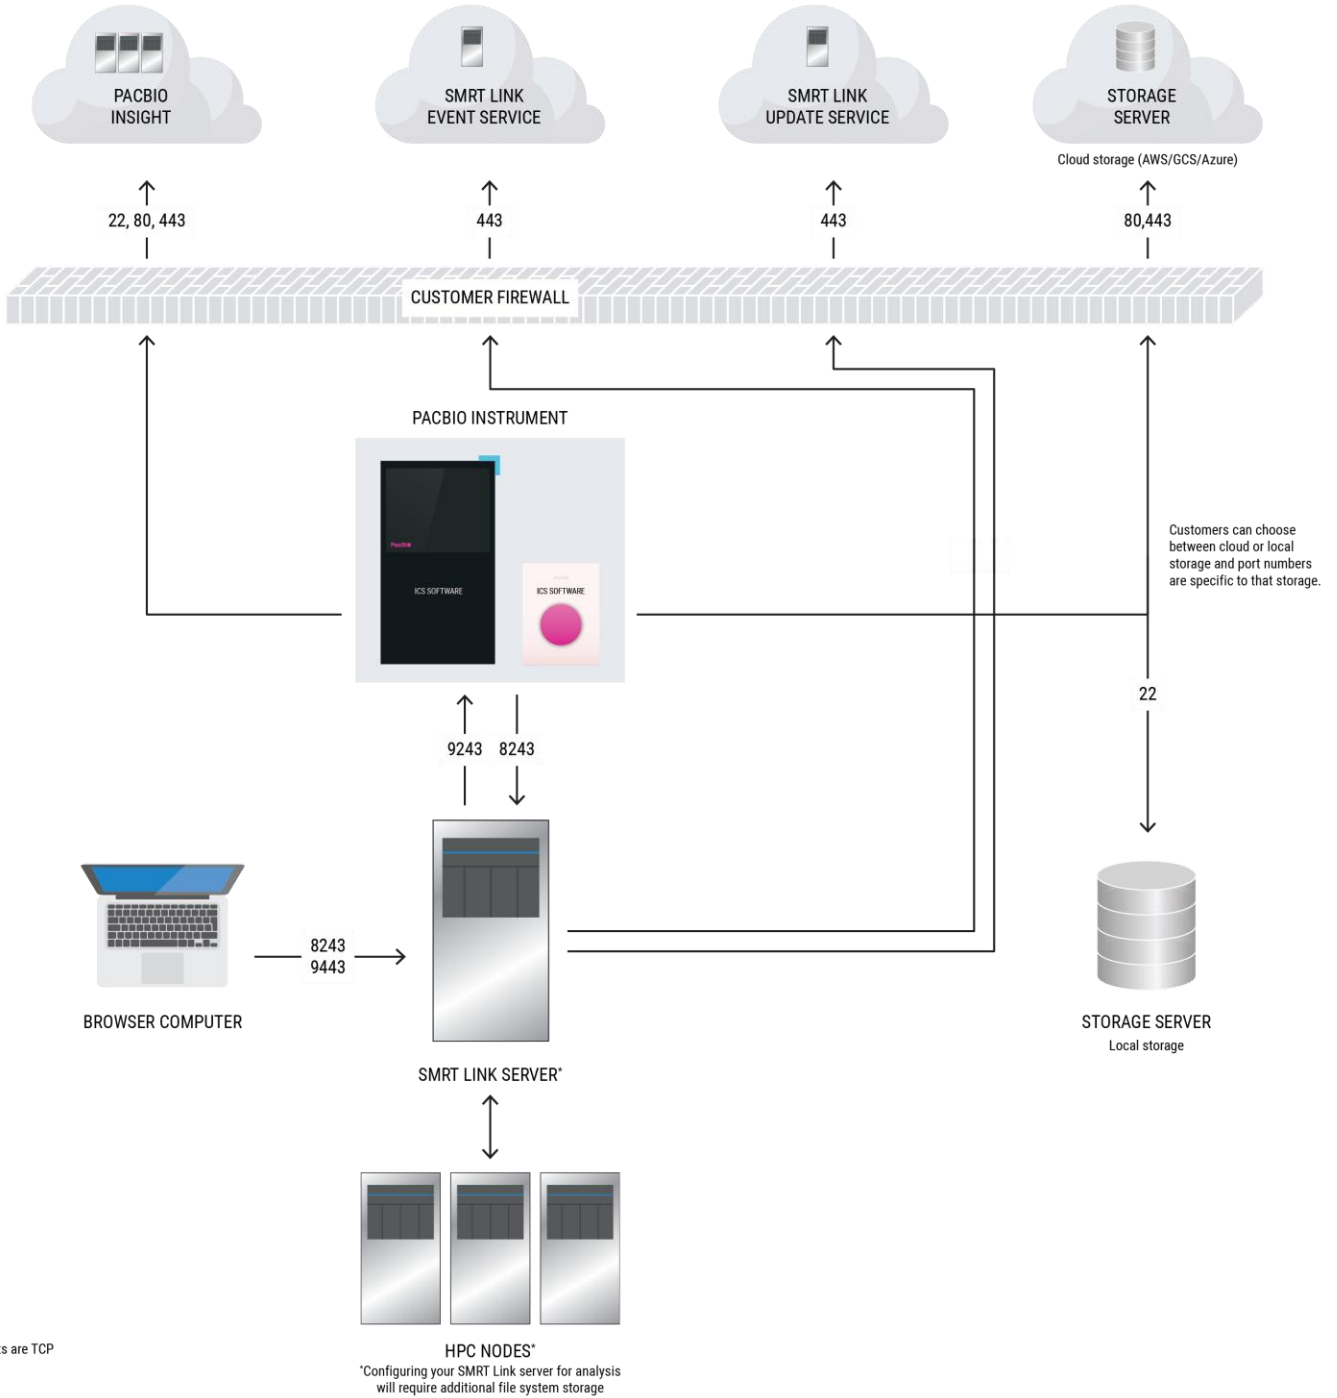 PACBIO
INSIGHT
SMRT LINK
EVENT SERVICE
SMRT LINK
UPDATE SERVICE
STORAGE
SERVER
Cloud storage (AWS/GCS/Azure)
22, 80, 443
443
443
80,443
CUSTOMER FIREWALL
PACBIO INSTRUMENT
PacBi
ICS SOFTWARE
ICS SOFTWARE
Customers can choose
between cloud or local
storage and port numbers
are specific to that storage.
22
9243
8243
8243
9443
BROWSER COMPUTER
SMRT LINK SERVER*
STORAGE SERVER
Local storage
HPC NODES*
*Configuring your SMRT Link server for analysis
will require additional file system storage
ts are TCP